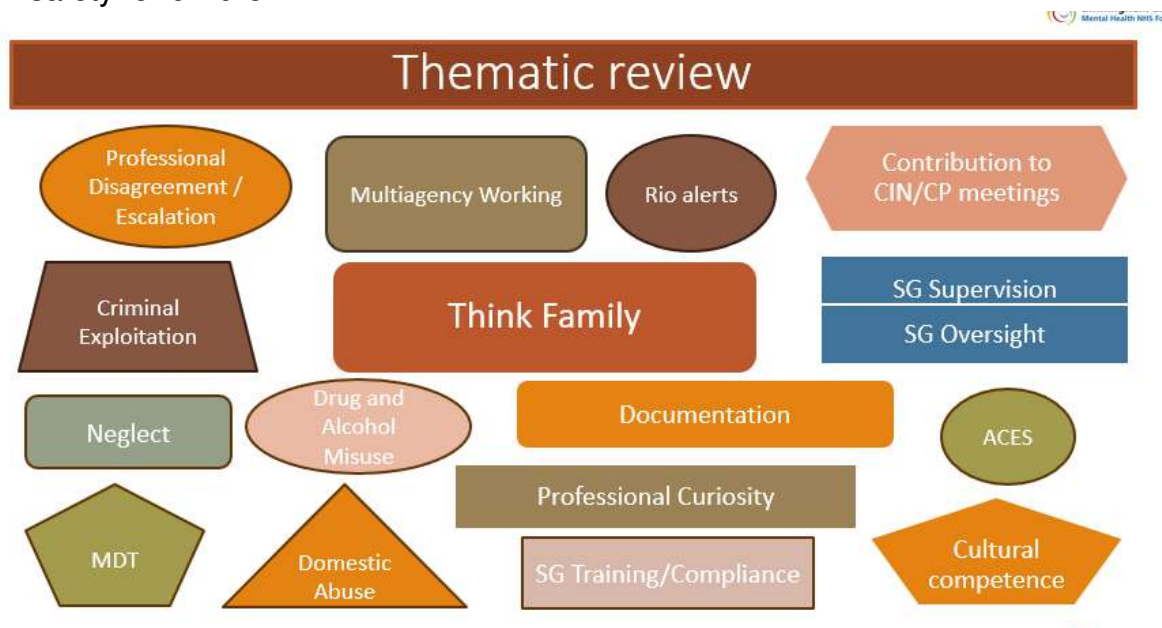 Mental Health NHS Fo
Thematic review
Professional
Disagreement /
Escalation
Multiagency Working
Rio alerts
Contribution to
CIN/CP meetings
Criminal
Exploitation
Think Family
SG Supervision
SG Oversight
Neglect
Drug and
Alcohol
Misuse
Documentation
ACES
Professional Curiosity
MDT
Domestic
Abuse
SG Training/Compliance
Cultural
competence